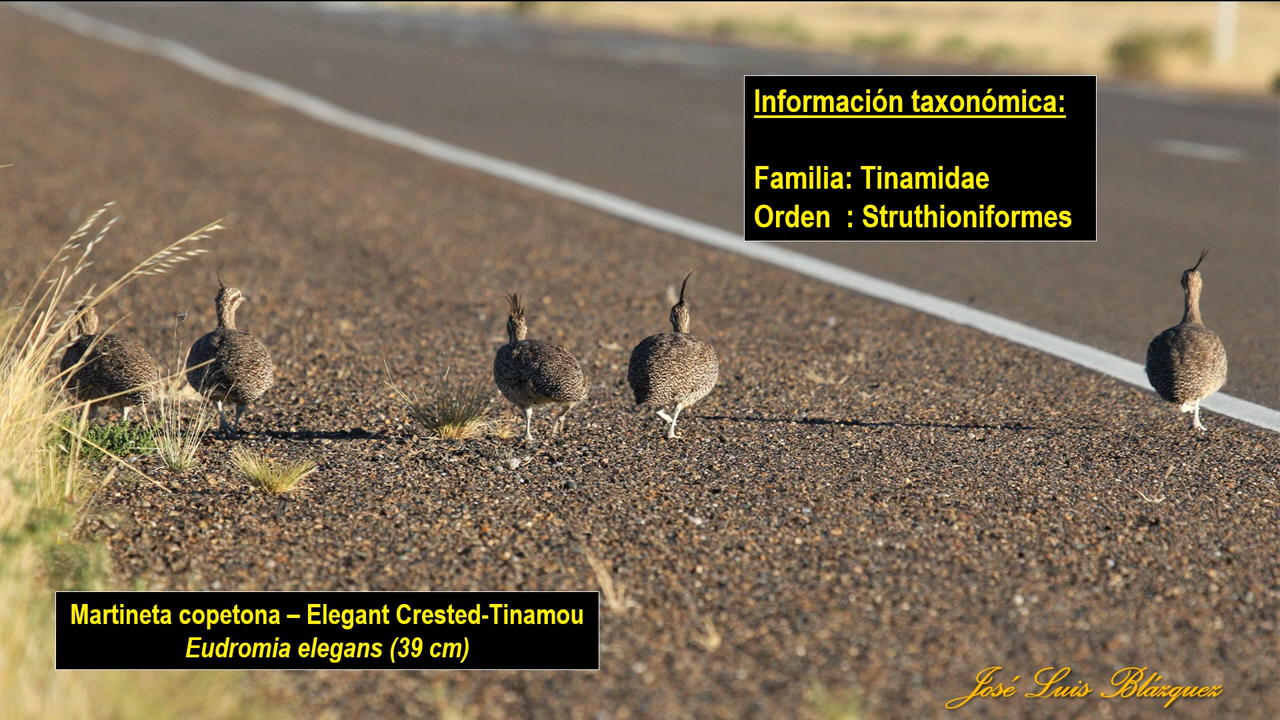 Información taxonómica:
Familia: Tinamidae
Orden  : Struthioniformes
Martineta copetona – Elegant Crested-Tinamou
Eudromia elegans (39 cm)
José Luis Blázquez